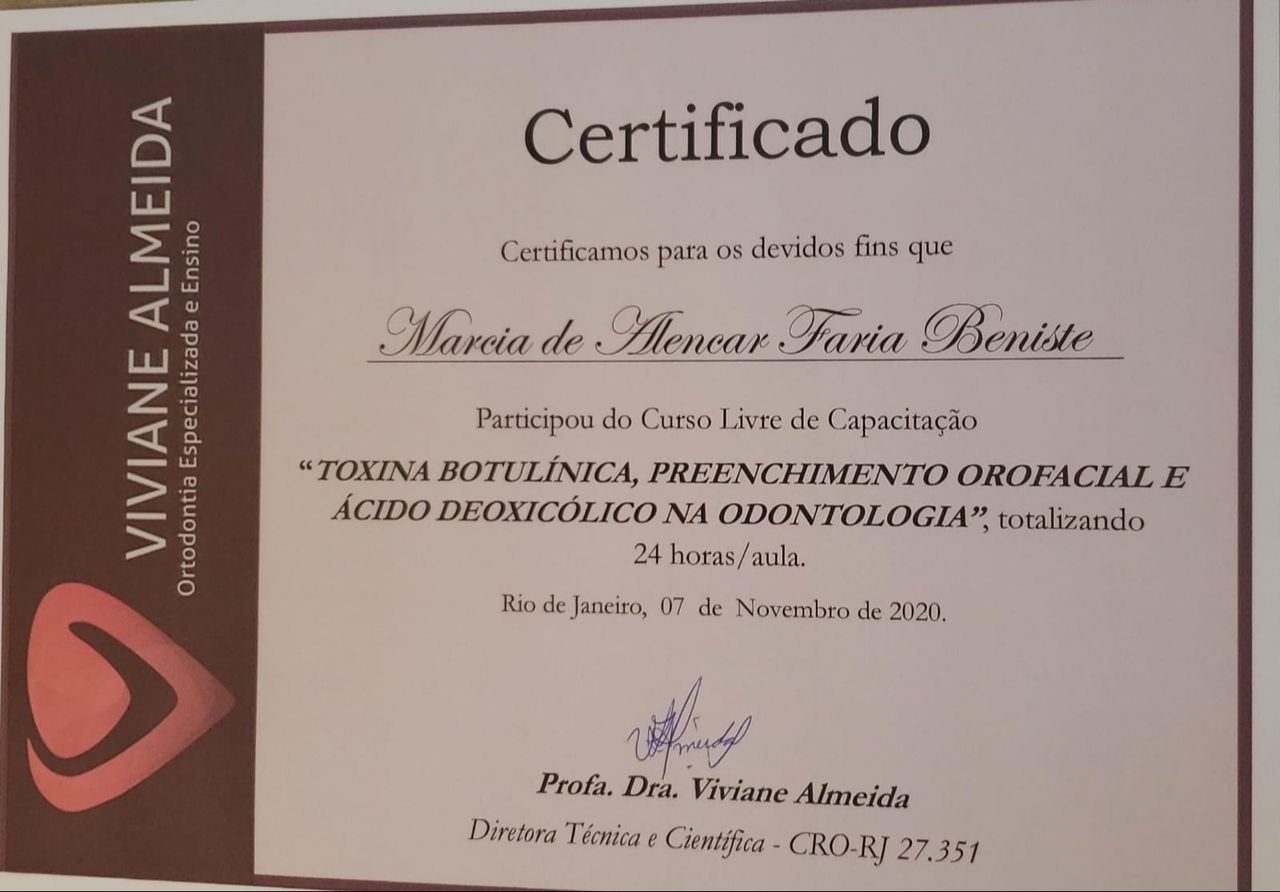 VIVIANE ALMEIDA
Ortodontia Especializada e Ensino
Certificado
Certificamos para os devidos fins que
Marcia de Alencar Faria Beniste
Participou do Curso Livre de Capacitação
“TOXINA BOTULÍNICA, PREENCHIMENTO OROFACIAL E
ÁCIDO DEOXICÓLICO NA ODONTOLOGIA”, totalizando
24 horas/aula.
Rio de Janeiro, 07 de Novembro de 2020.
Profa. Dra. Viviane Almeida
Diretora Técnica e Científica - CRO-RJ 27.351